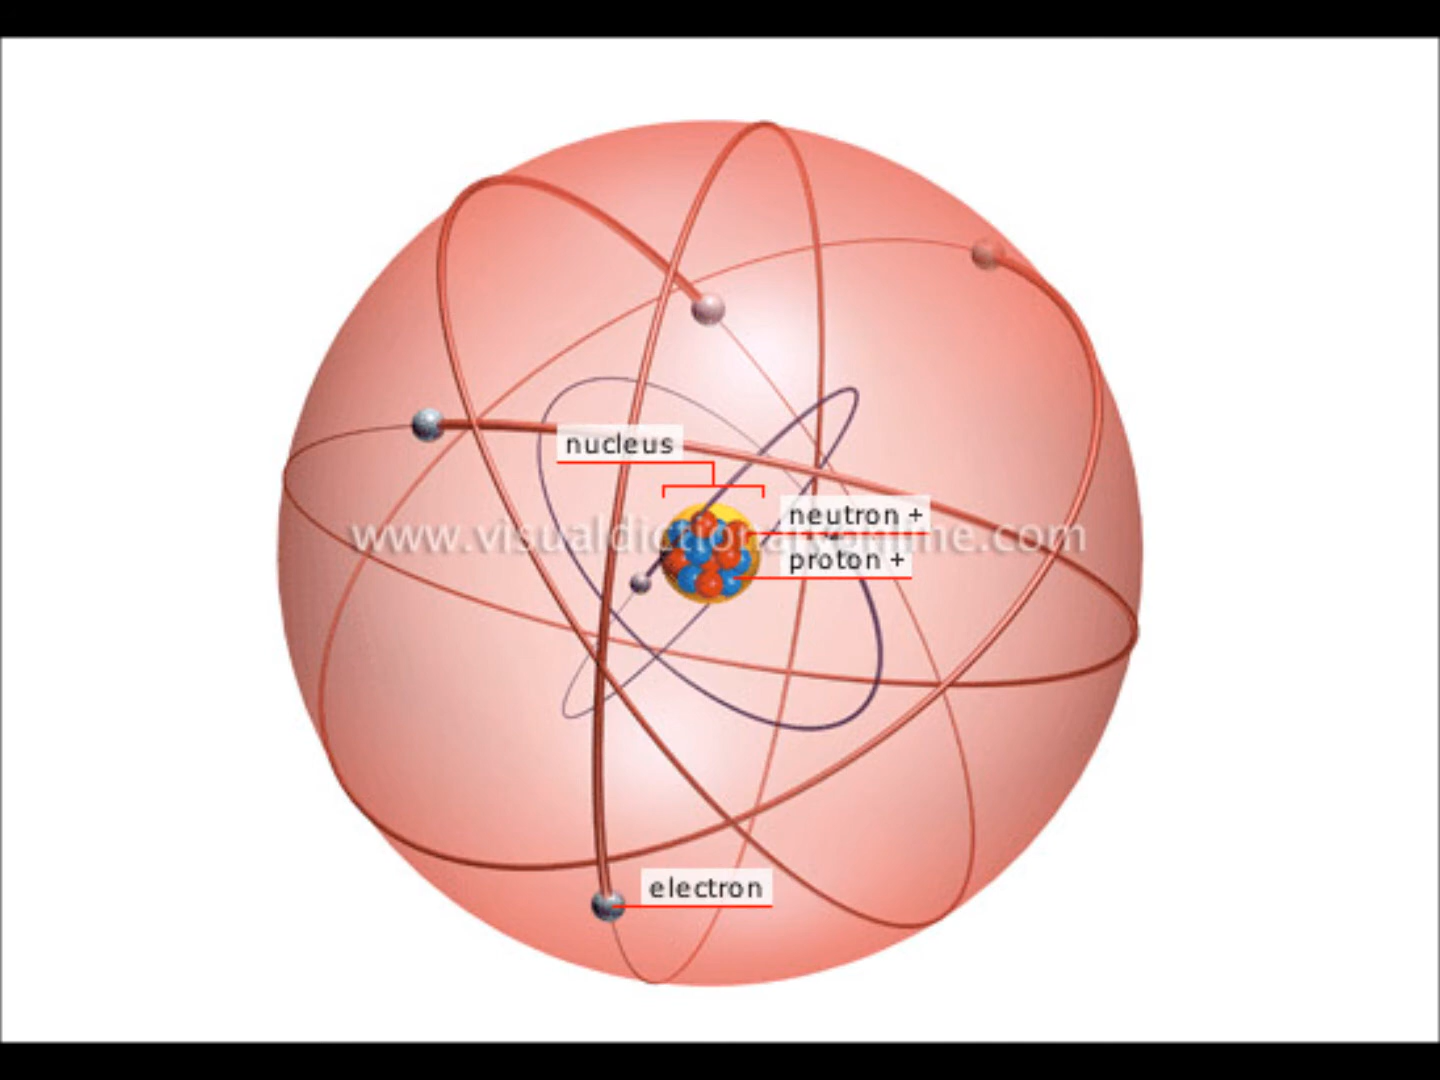 nucleus
neutron +
www.visualdictionaryonline.com
proton +
electron